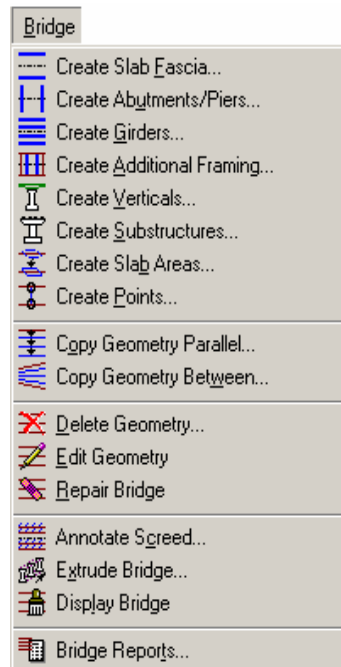 Bridge
Create Slab Fascia...
Create Abutments/Piers...
Create Girders...
Create Additional Framing...
Create Verticals...
Create Substructures...
Create Slab Areas...
Create Points...
Copy Geometry Parallel...
Copy Geometry Between...
Delete Geometry...
Edit Geometry
Repair Bridge
Annotate Screed...
Extrude Bridge...
Display Bridge
Bridge Reports...